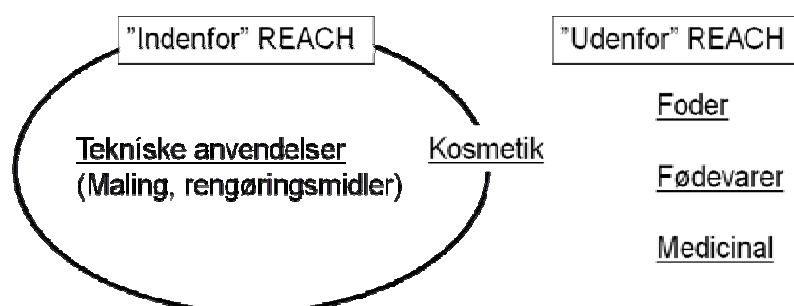 "Indenfor" REACH
"Udenfor" REACH
Tekniske anvendelser
(Maling, rengøringsmidler)
Kosmetik
Foder
Fødevarer
Medicinal